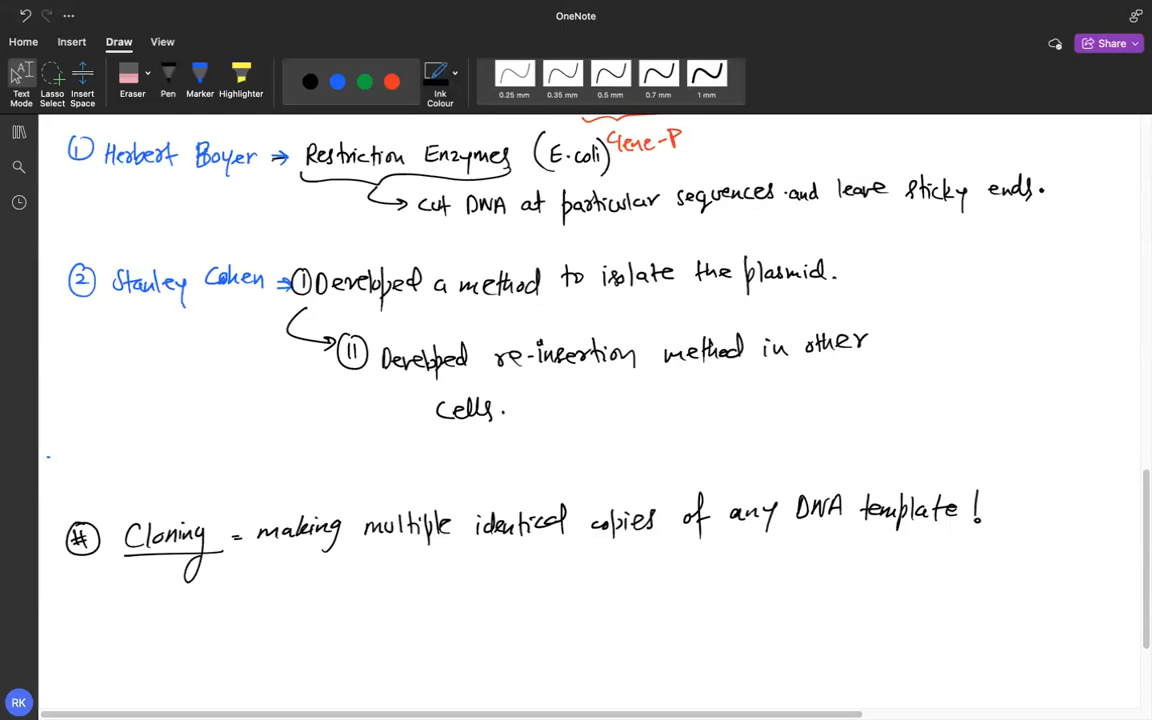 OneNote
Home Insert Draw View
Share
Text Mode
Lasso Select
Insert Space
Eraser
Pen
Marker
Highlighter
Ink Colour
0.25 mm 0.35 mm 0.5 mm 0.7 mm 1 mm
① Herbert Boyer → Restriction Enzymes (E.coli) Gene-P
→ cut DNA at particular sequences and leave sticky ends.
② Stanley Cohen ⇒ ① Developed a method to isolate the plasmid.
→ ⑪ Developed re-insertion method in other
cells.
# Cloning = making multiple identical copies of any DNA template!
RK